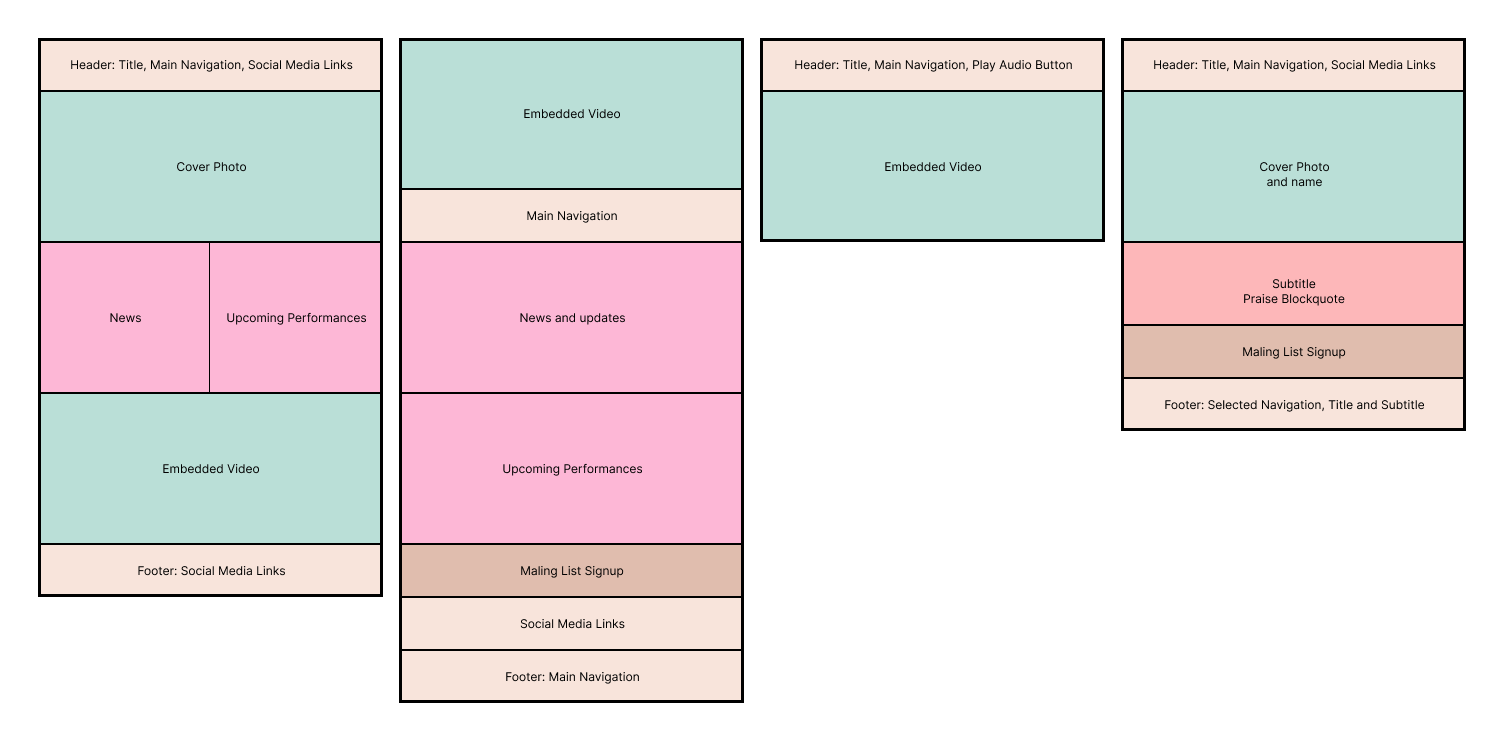 Header: Title, Main Navigation, Social Media Links
Cover Photo
News
Upcoming Performances
Embedded Video
Footer: Social Media Links
Embedded Video
Main Navigation
News and updates
Upcoming Performances
Maling List Signup
Social Media Links
Footer: Main Navigation
Header: Title, Main Navigation, Play Audio Button
Embedded Video
Header: Title, Main Navigation, Social Media Links
Cover Photo
and name
Subtitle
Praise Blockquote
Maling List Signup
Footer: Selected Navigation, Title and Subtitle